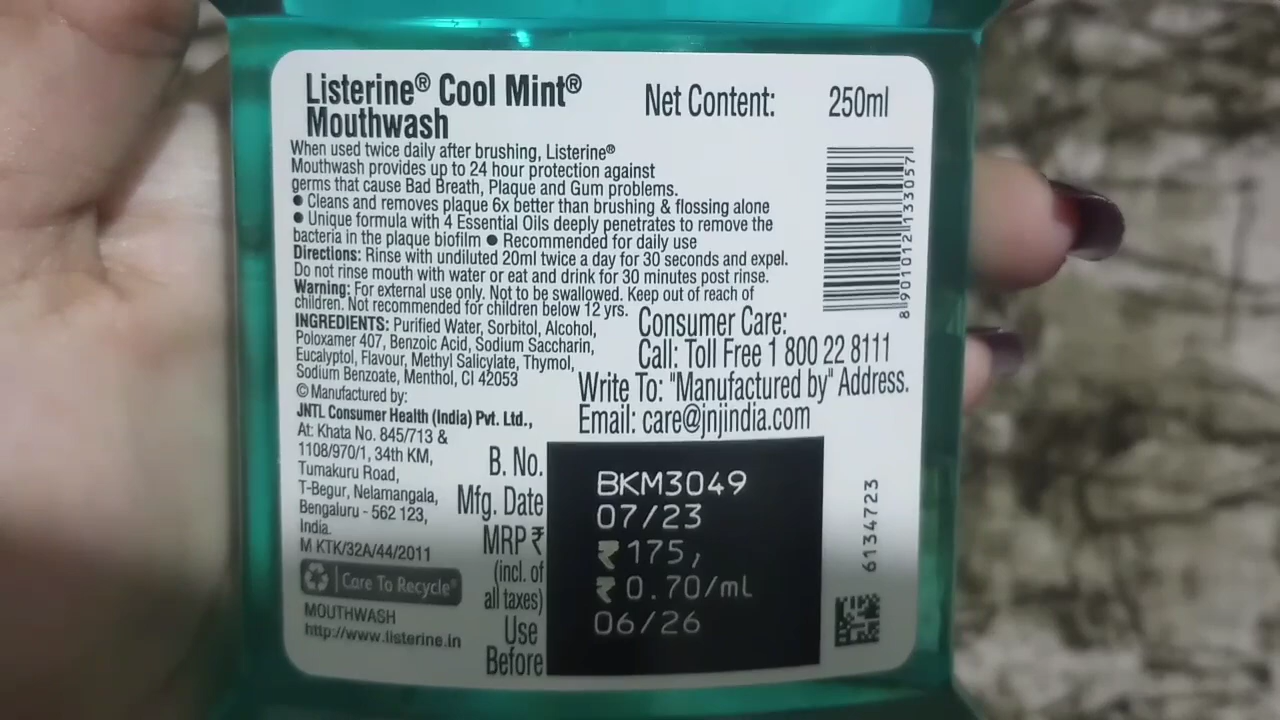 Listerine® Cool Mint®
Mouthwash
Net Content: 250ml
When used twice daily after brushing, Listerine®
Mouthwash provides up to 24 hour protection against
germs that cause Bad Breath, Plaque and Gum problems.
● Cleans and removes plaque 6x better than brushing & flossing alone
● Unique formula with 4 Essential Oils deeply penetrates to remove the
bacteria in the plaque biofilm ● Recommended for daily use
Directions: Rinse with undiluted 20ml twice a day for 30 seconds and expel.
Do not rinse mouth with water or eat and drink for 30 minutes post rinse.
Warning: For external use only. Not to be swallowed. Keep out of reach of
children. Not recommended for children below 12 yrs.
INGREDIENTS: Purified Water, Sorbitol, Alcohol,
Poloxamer 407, Benzoic Acid, Sodium Saccharin,
Eucalyptol, Flavour, Methyl Salicylate, Thymol,
Sodium Benzoate, Menthol, CI 42053
8 901012 133057
Consumer Care:
Call: Toll Free 1 800 22 8111
Write To: "Manufactured by" Address.
Email: care@jnjindia.com
© Manufactured by:
JNTL Consumer Health (India) Pvt. Ltd.,
At: Khata No. 845/713 &
1108/970/1, 34th KM,
Tumakuru Road,
T-Begur, Nelamangala,
Bengaluru - 562 123,
India.
M KTK/32A/44/2011
Care To Recycle®
MOUTHWASH
http://www.listerine.in
B. No. BKM3049
Mfg. Date 07/23
MRP ₹ ₹175,
(incl. of ₹0.70/mL
all taxes)
Use 06/26
Before
6134723